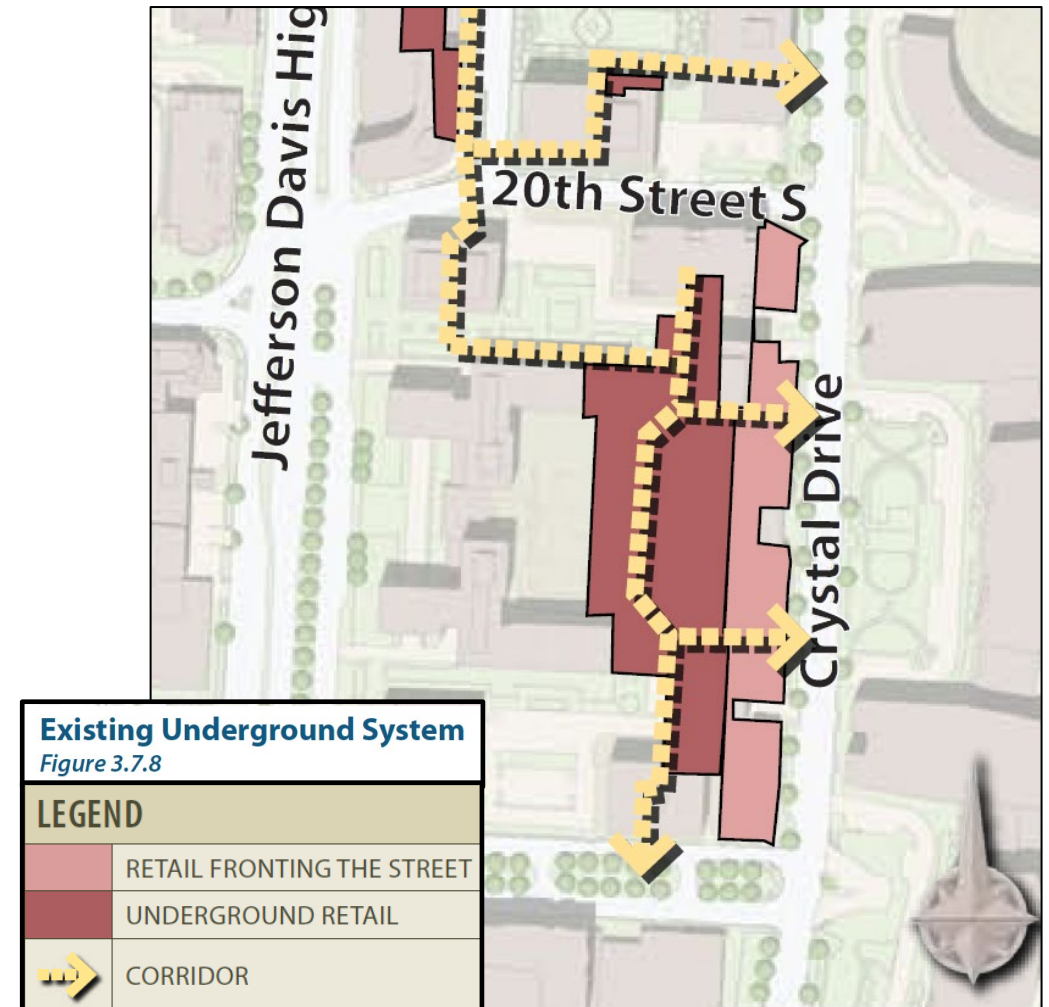 Jefferson Davis Hig
20th Street S
Crystal Drive
Existing Underground System
Figure 3.7.8
LEGEND
RETAIL FRONTING THE STREET
UNDERGROUND RETAIL
CORRIDOR